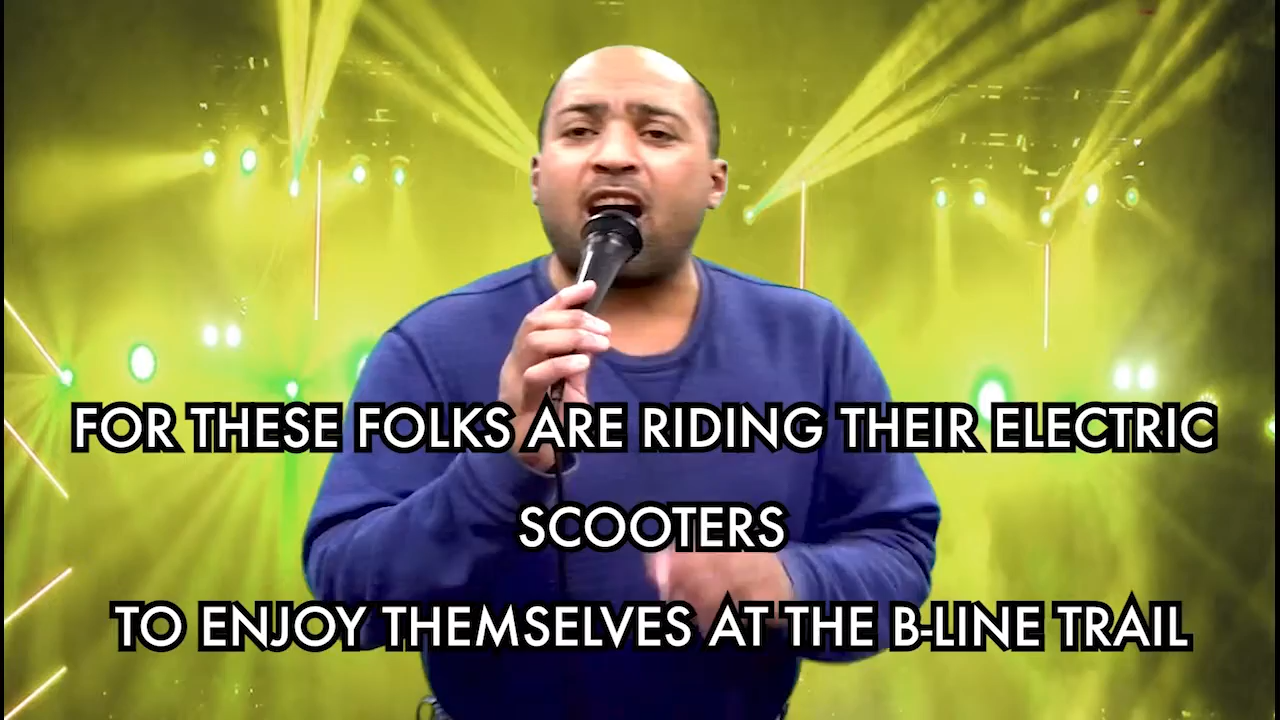 FOR THESE FOLKS ARE RIDING THEIR ELECTRIC
SCOOTERS
TO ENJOY THEMSELVES AT THE B-LINE TRAIL